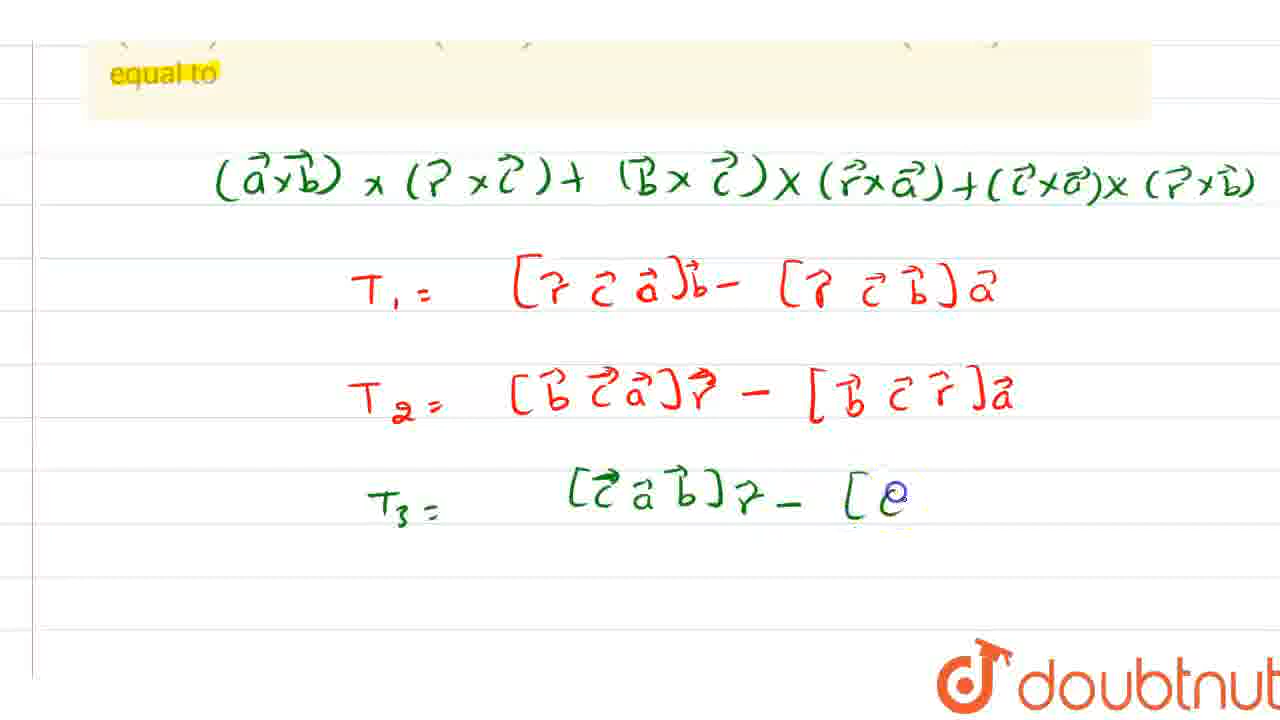 equal to
(a⃗×b⃗) × (r⃗ × c⃗) + (b⃗ × c⃗) × (r⃗ × a⃗) + (c⃗ × a⃗) × (r⃗ × b⃗)
T₁ = [r⃗ c⃗ a⃗]b⃗ − [r⃗ c⃗ b⃗]a⃗
T₂ = [b⃗ c⃗ a⃗]r⃗ − [b⃗ c⃗ r⃗]a⃗
T₃ = [c⃗ a⃗ b⃗]r⃗ − [c
doubtnut